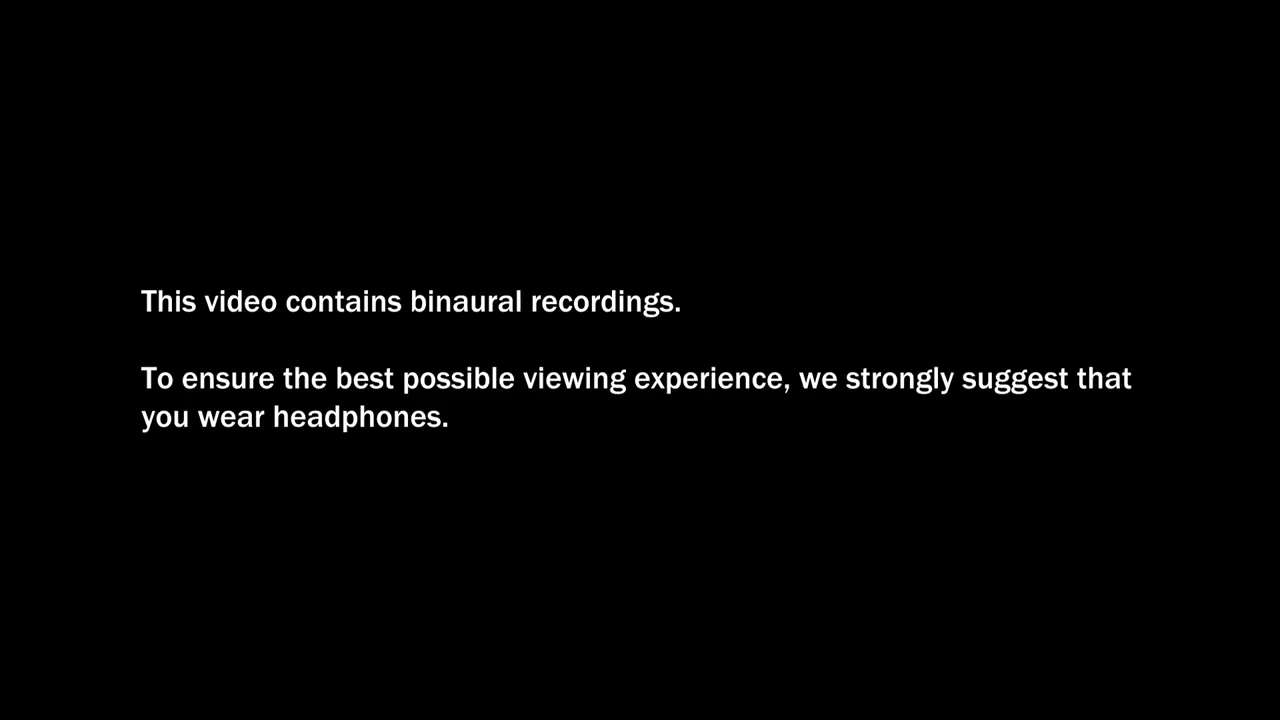 This video contains binaural recordings.
To ensure the best possible viewing experience, we strongly suggest that
you wear headphones.